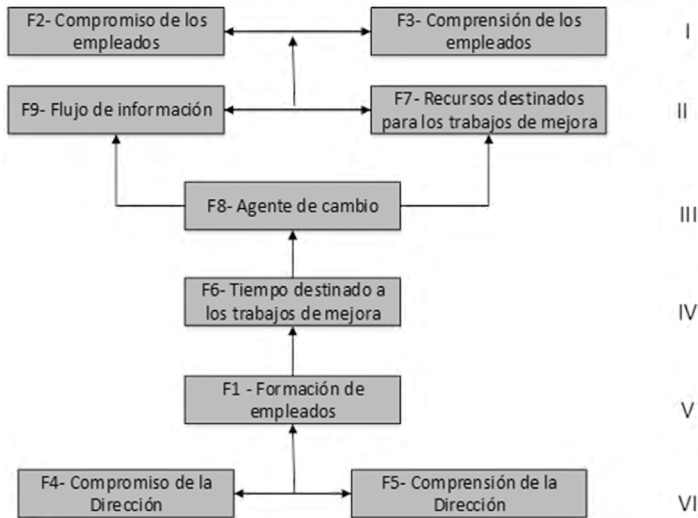 F2- Compromiso de los
empleados
F3- Comprensión de los
empleados
I
F9- Flujo de información
F7- Recursos destinados
para los trabajos de mejora
II
F8- Agente de cambio
III
F6- Tiempo destinado a
los trabajos de mejora
IV
F1 - Formación de
empleados
V
F4- Compromiso de la
Dirección
F5- Comprensión de la
Dirección
VI